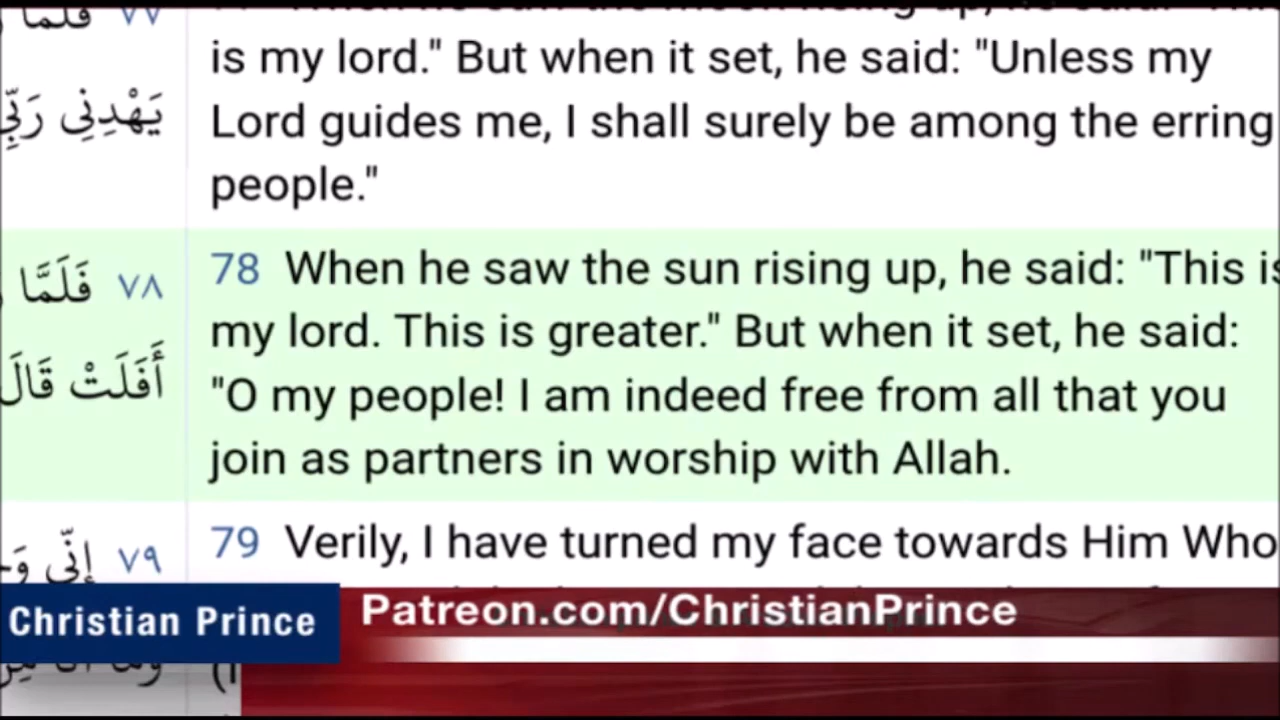 is my lord." But when it set, he said: "Unless my
يَهْدِنِي رَبِّي
Lord guides me, I shall surely be among the erring
people."
٧٨ فَلَمَّا
78 When he saw the sun rising up, he said: "This is
my lord. This is greater." But when it set, he said:
أَفَلَتْ قَالَ
"O my people! I am indeed free from all that you
join as partners in worship with Allah.
٧٩ إِنِّي
79 Verily, I have turned my face towards Him Who
Christian Prince
Patreon.com/ChristianPrince